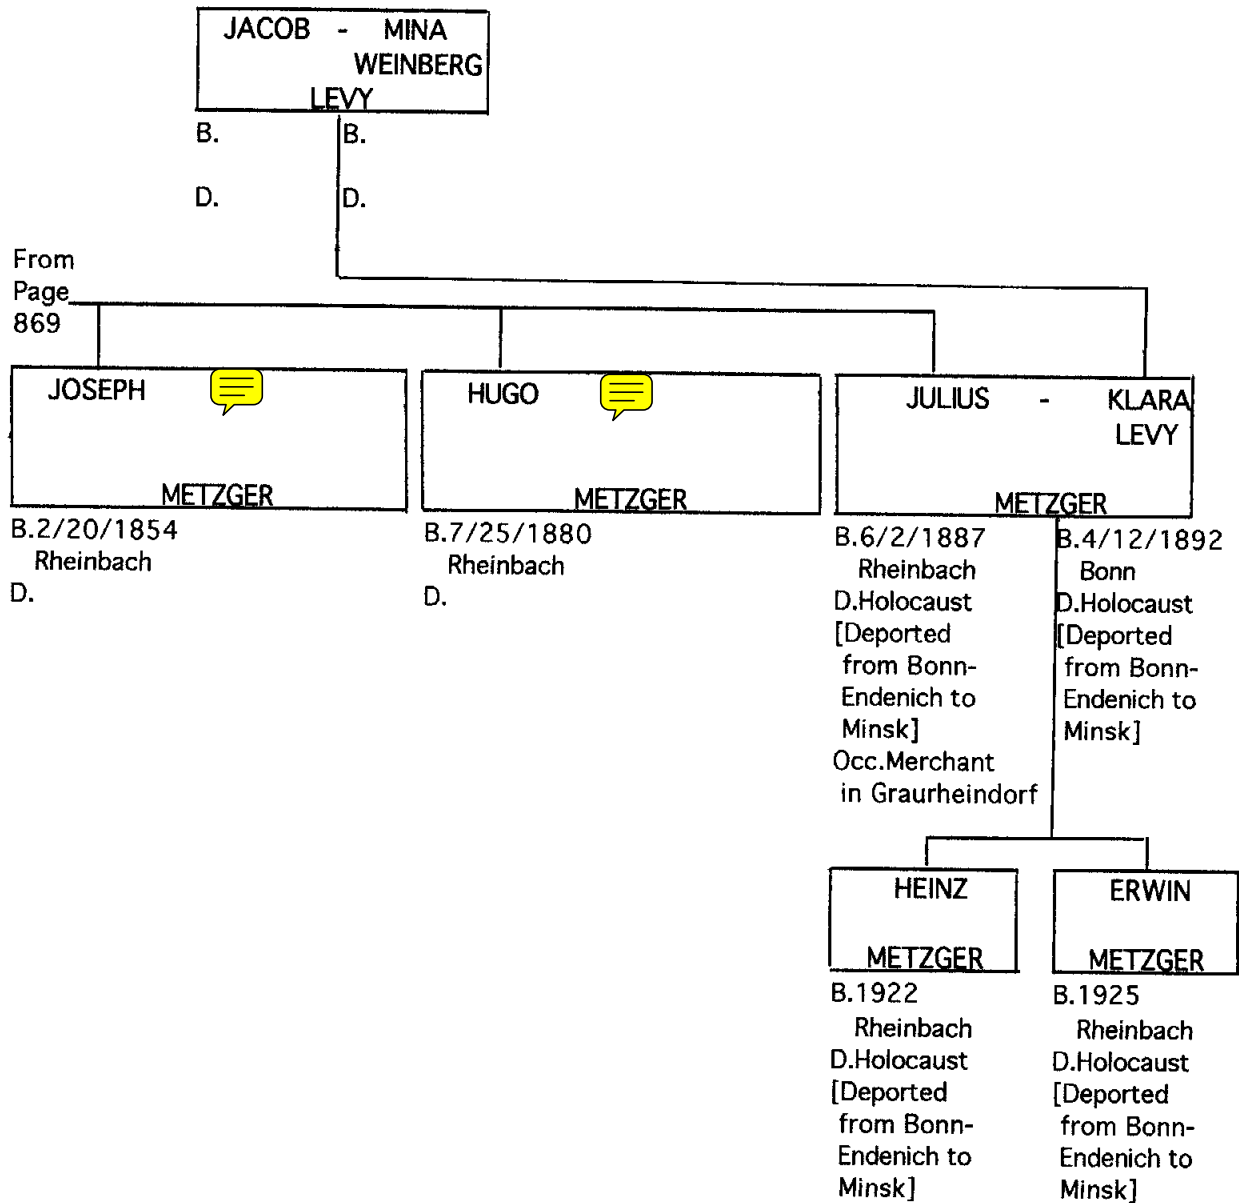 JACOB - MINA
WEINBERG
LEVY
B. B.
D. D.
From
Page
869
JOSEPH
METZGER
B.2/20/1854
Rheinbach
D.
HUGO
METZGER
B.7/25/1880
Rheinbach
D.
JULIUS - KLARA
LEVY
METZGER
B.6/2/1887
Rheinbach
D.Holocaust
[Deported
from Bonn-
Endenich to
Minsk]
Occ.Merchant
in Graurheindorf
B.4/12/1892
Bonn
D.Holocaust
[Deported
from Bonn-
Endenich to
Minsk]
HEINZ
METZGER
B.1922
Rheinbach
D.Holocaust
[Deported
from Bonn-
Endenich to
Minsk]
ERWIN
METZGER
B.1925
Rheinbach
D.Holocaust
[Deported
from Bonn-
Endenich to
Minsk]